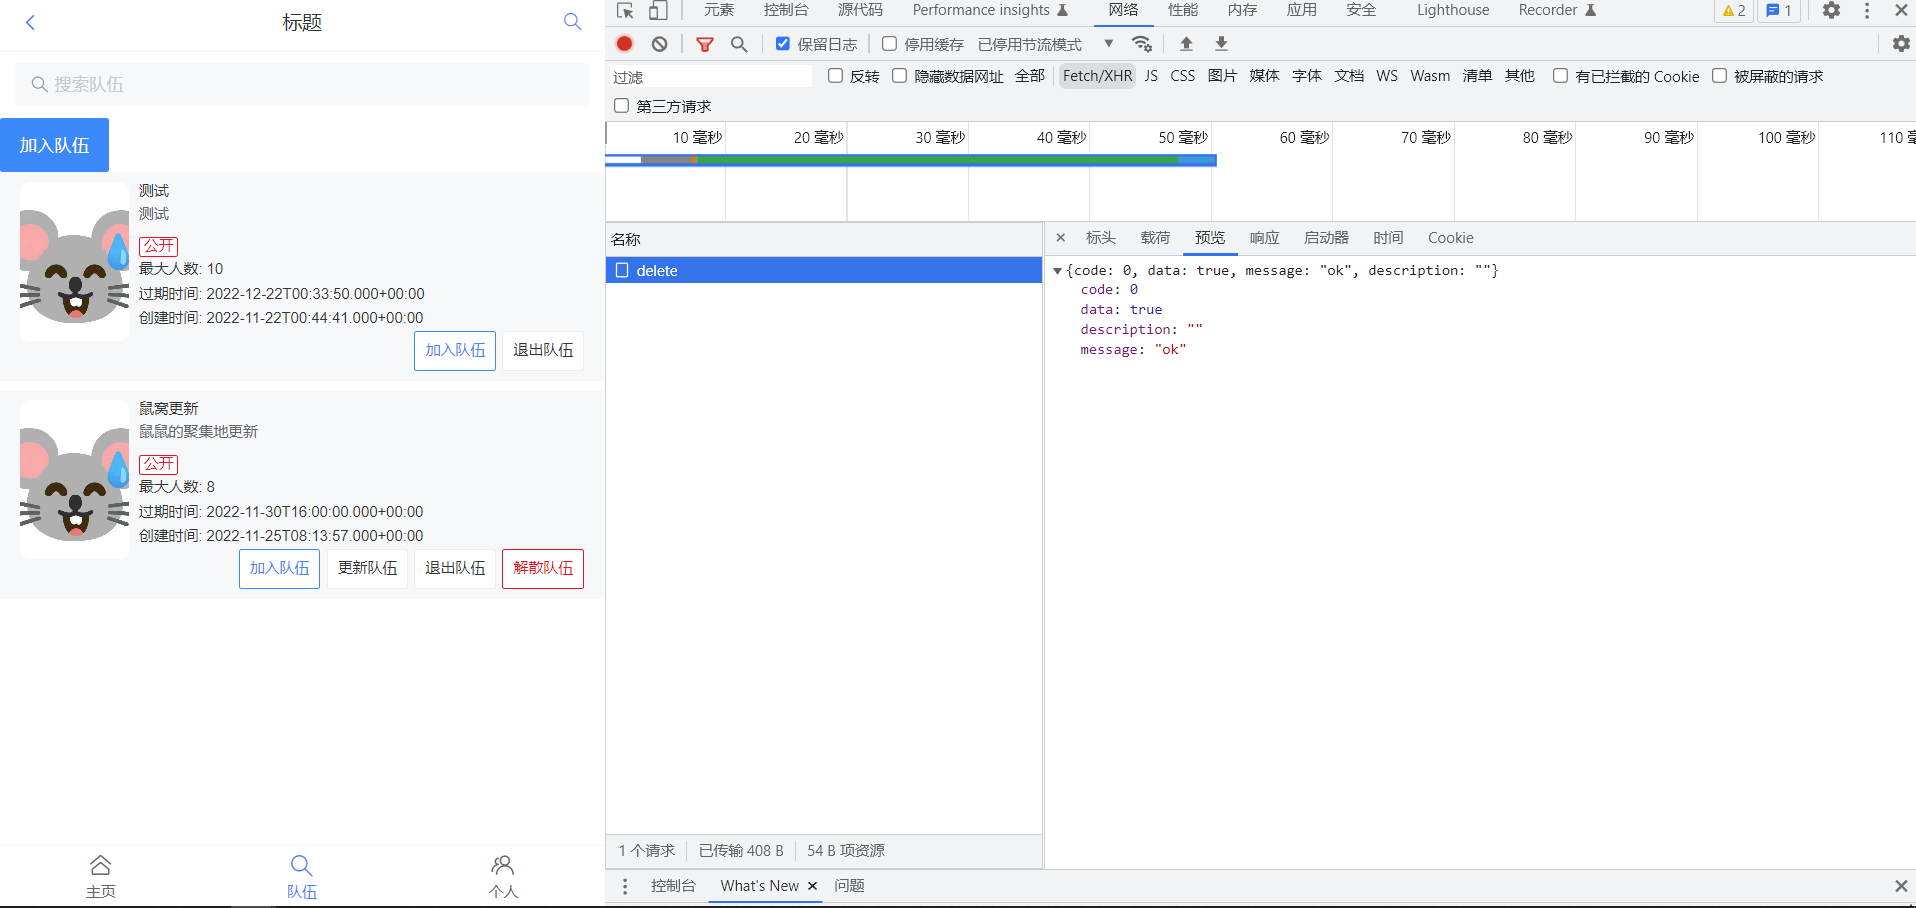 标题
搜索队伍
加入队伍
测试
测试
公开
最大人数: 10
过期时间: 2022-12-22T00:33:50.000+00:00
创建时间: 2022-11-22T00:44:41.000+00:00
加入队伍 退出队伍
鼠窝更新
鼠鼠的聚集地更新
公开
最大人数: 8
过期时间: 2022-11-30T16:00:00.000+00:00
创建时间: 2022-11-25T08:13:57.000+00:00
加入队伍 更新队伍 退出队伍 解散队伍
主页 队伍 个人
元素 控制台 源代码 Performance insights 网络 性能 内存 应用 安全 Lighthouse Recorder 2 1
保留日志 停用缓存 已停用节流模式
过滤 反转 隐藏数据网址 全部 Fetch/XHR JS CSS 图片 媒体 字体 文档 WS Wasm 清单 其他 有已拦截的 Cookie 被屏蔽的请求
第三方请求
10 毫秒 20 毫秒 30 毫秒 40 毫秒 50 毫秒 60 毫秒 70 毫秒 80 毫秒 90 毫秒 100 毫秒 110
名称
delete
× 标头 载荷 预览 响应 启动器 时间 Cookie
{code: 0, data: true, message: "ok", description: ""}
code: 0
data: true
description: ""
message: "ok"
1 个请求 已传输 408 B 54 B 项资源
控制台 What's New × 问题